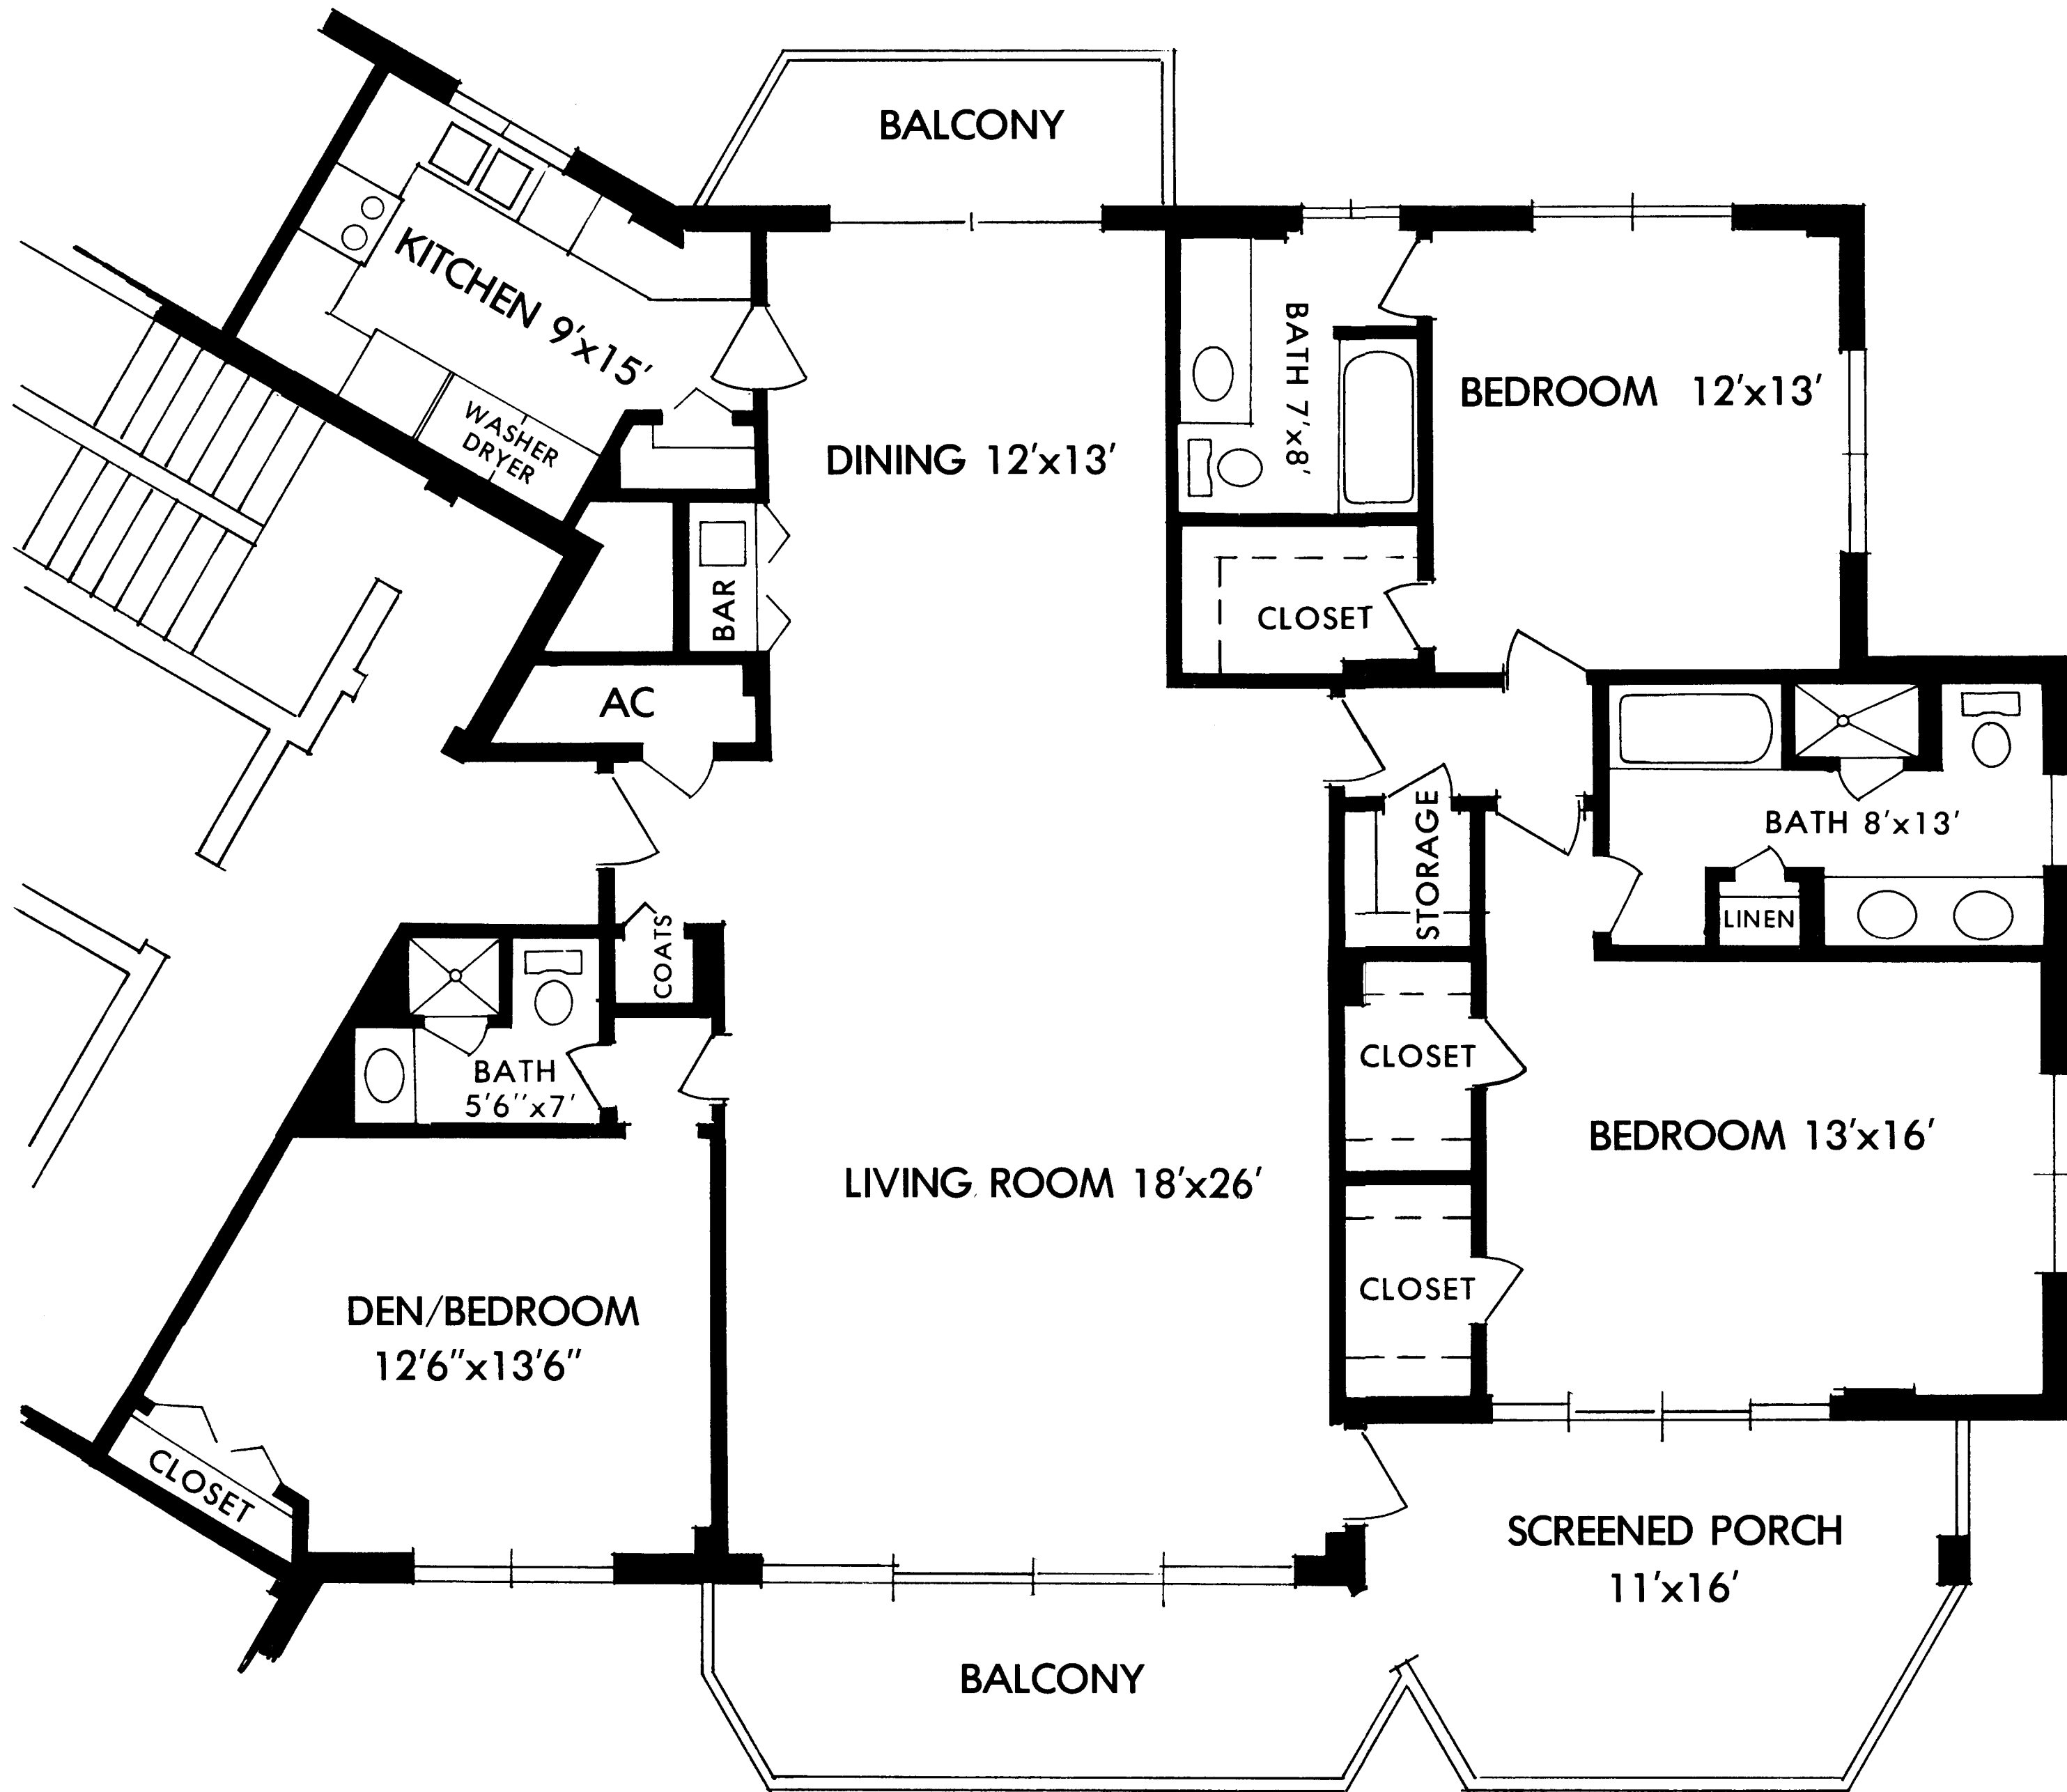 BALCONY
KITCHEN 9'x15'
WASHER
DRYER
DINING 12'x13'
BATH 7'x8'
BEDROOM 12'x13'
BAR
CLOSET
AC
STORAGE
BATH 8'x13'
LINEN
COATS
BATH
5'6"x7'
CLOSET
BEDROOM 13'x16'
LIVING ROOM 18'x26'
CLOSET
DEN/BEDROOM
12'6"x13'6"
CLOSET
SCREENED PORCH
11'x16'
BALCONY